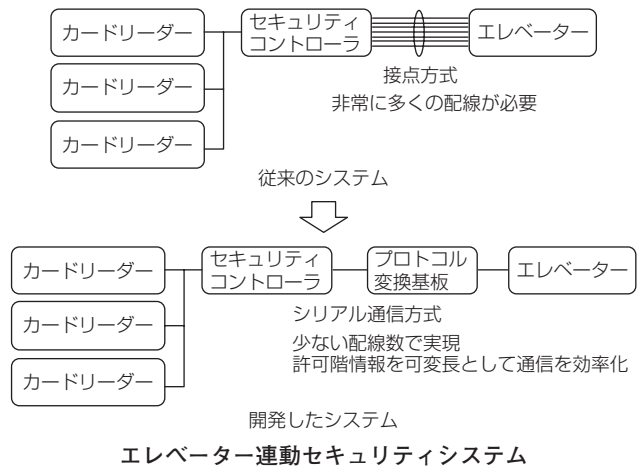 カードリーダー
カードリーダー
カードリーダー
セキュリティ
コントローラ
エレベーター
接点方式
非常に多くの配線が必要
従来のシステム
カードリーダー
カードリーダー
カードリーダー
セキュリティ
コントローラ
プロトコル
変換基板
エレベーター
シリアル通信方式
少ない配線数で実現
許可階情報を可変長として通信を効率化
開発したシステム
エレベーター連動セキュリティシステム